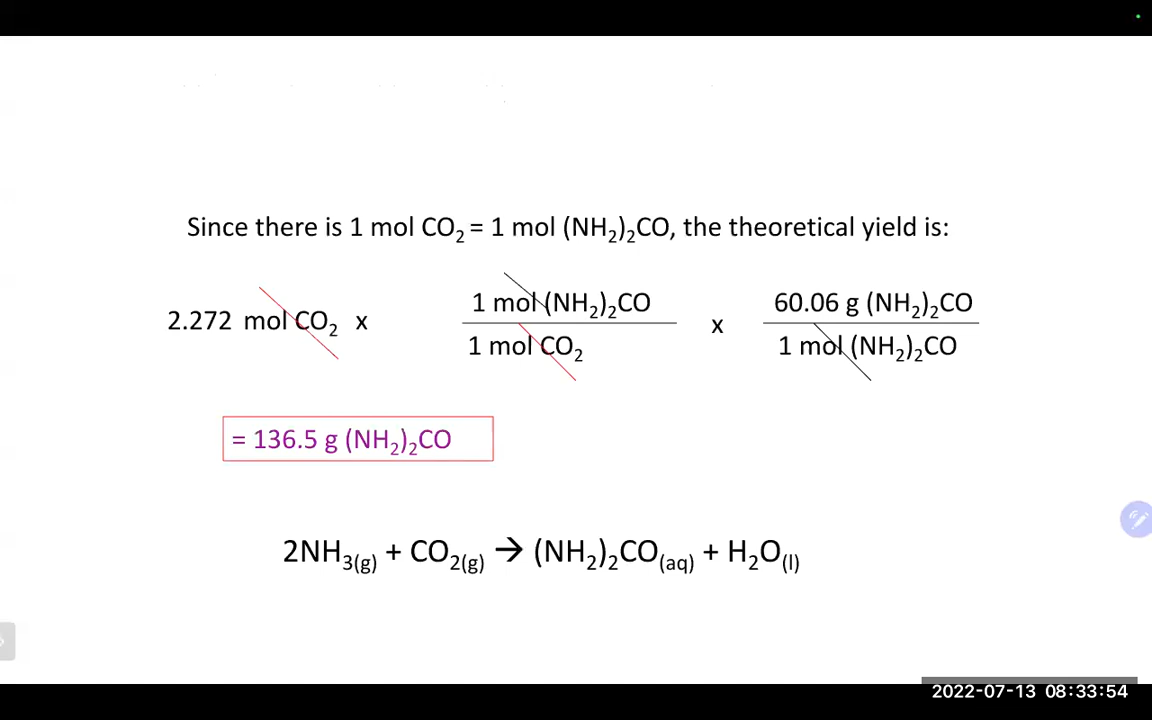 Since there is 1 mol CO₂ = 1 mol (NH₂)₂CO, the theoretical yield is:
2.272 mol CO₂ x 1 mol (NH₂)₂CO x 60.06 g (NH₂)₂CO
1 mol CO₂ 1 mol (NH₂)₂CO
= 136.5 g (NH₂)₂CO
2NH₃(g) + CO₂(g) → (NH₂)₂CO(aq) + H₂O(l)
2022-07-13 08:33:54